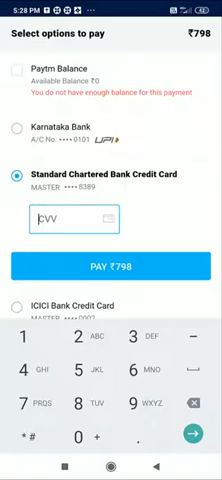 5:28 PM
42
Select options to pay ₹798
Paytm Balance
Available Balance ₹0
You do not have enough balance for this payment
Karnataka Bank
A/C No. •••• 0101 UPI
Standard Chartered Bank Credit Card
MASTER •••• 8389
CVV
PAY ₹798
ICICI Bank Credit Card
MASTER •••• 0002
1 2 ABC 3 DEF –
4 GHI 5 JKL 6 MNO
7 PRQS 8 TUV 9 WXYZ
* # 0 + .